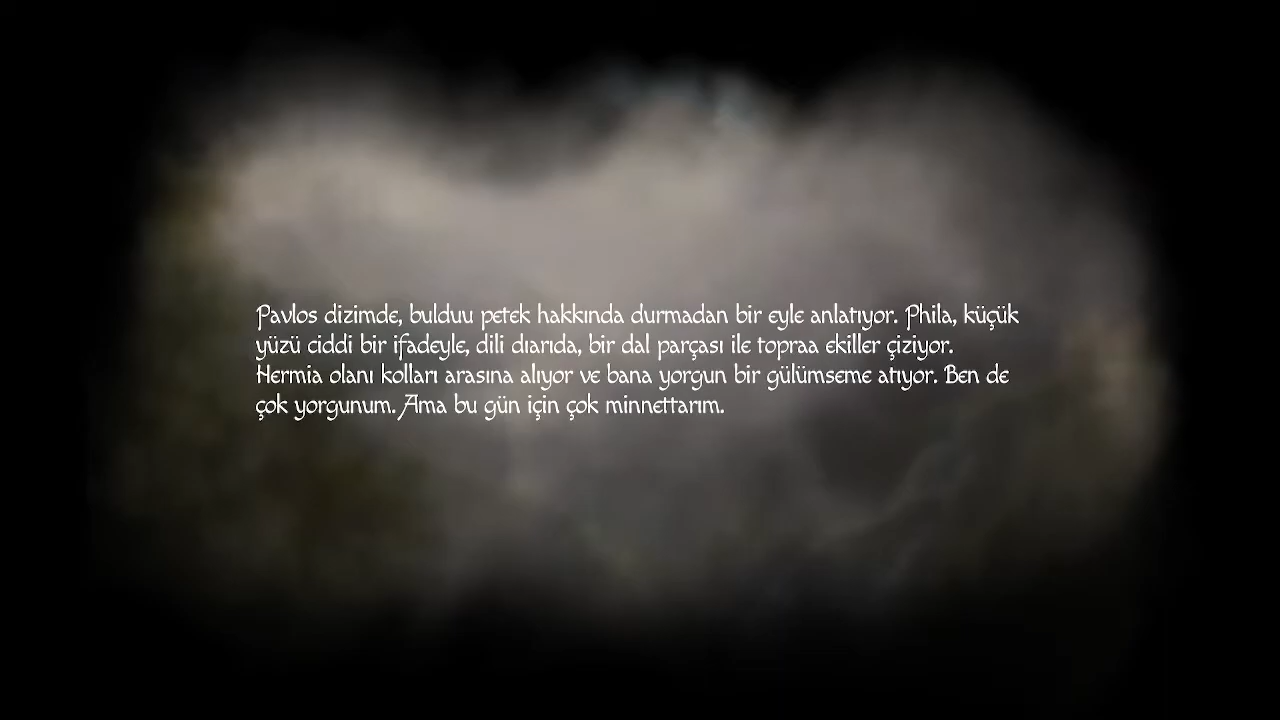 Pavlos dizimde, bulduu petek hakkında durmadan bir eyle anlatıyor. Phila, küçük
yüzü ciddi bir ifadeyle, dili dıarıda, bir dal parçası ile topraa ekiller çiziyor.
Hermia olanı kolları arasına alıyor ve bana yorgun bir gülümseme atıyor. Ben de
çok yorgunum. Ama bu gün için çok minnettarım.